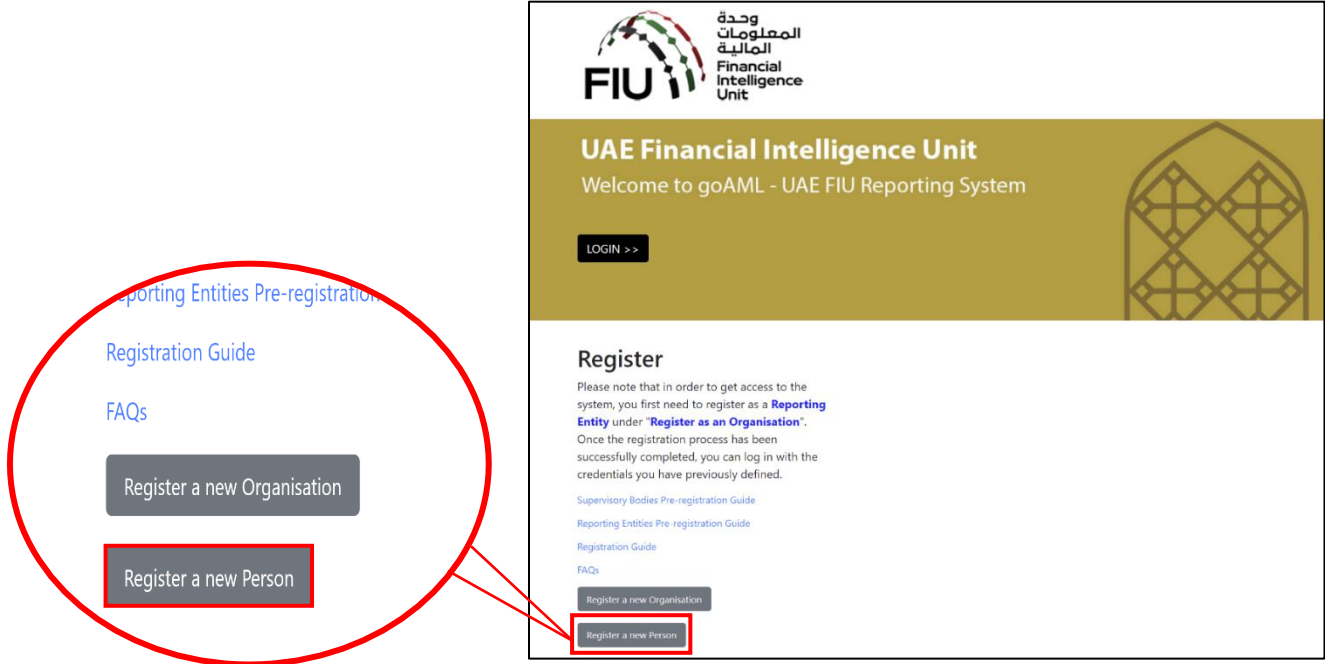 وحدة
المعلومات
المالية
Financial
Intelligence
Unit
FIU
UAE Financial Intelligence Unit
Welcome to goAML - UAE FIU Reporting System
LOGIN >>
Register
Please note that in order to get access to the
system, you first need to register as a Reporting
Entity under "Register as an Organisation".
Once the registration process has been
successfully completed, you can log in with the
credentials you have previously defined.
Supervisory Bodies Pre-registration Guide
Reporting Entities Pre-registration Guide
Registration Guide
FAQs
Register a new Organisation
Register a new Person
Reporting Entities Pre-registration
Registration Guide
FAQs
Register a new Organisation
Register a new Person